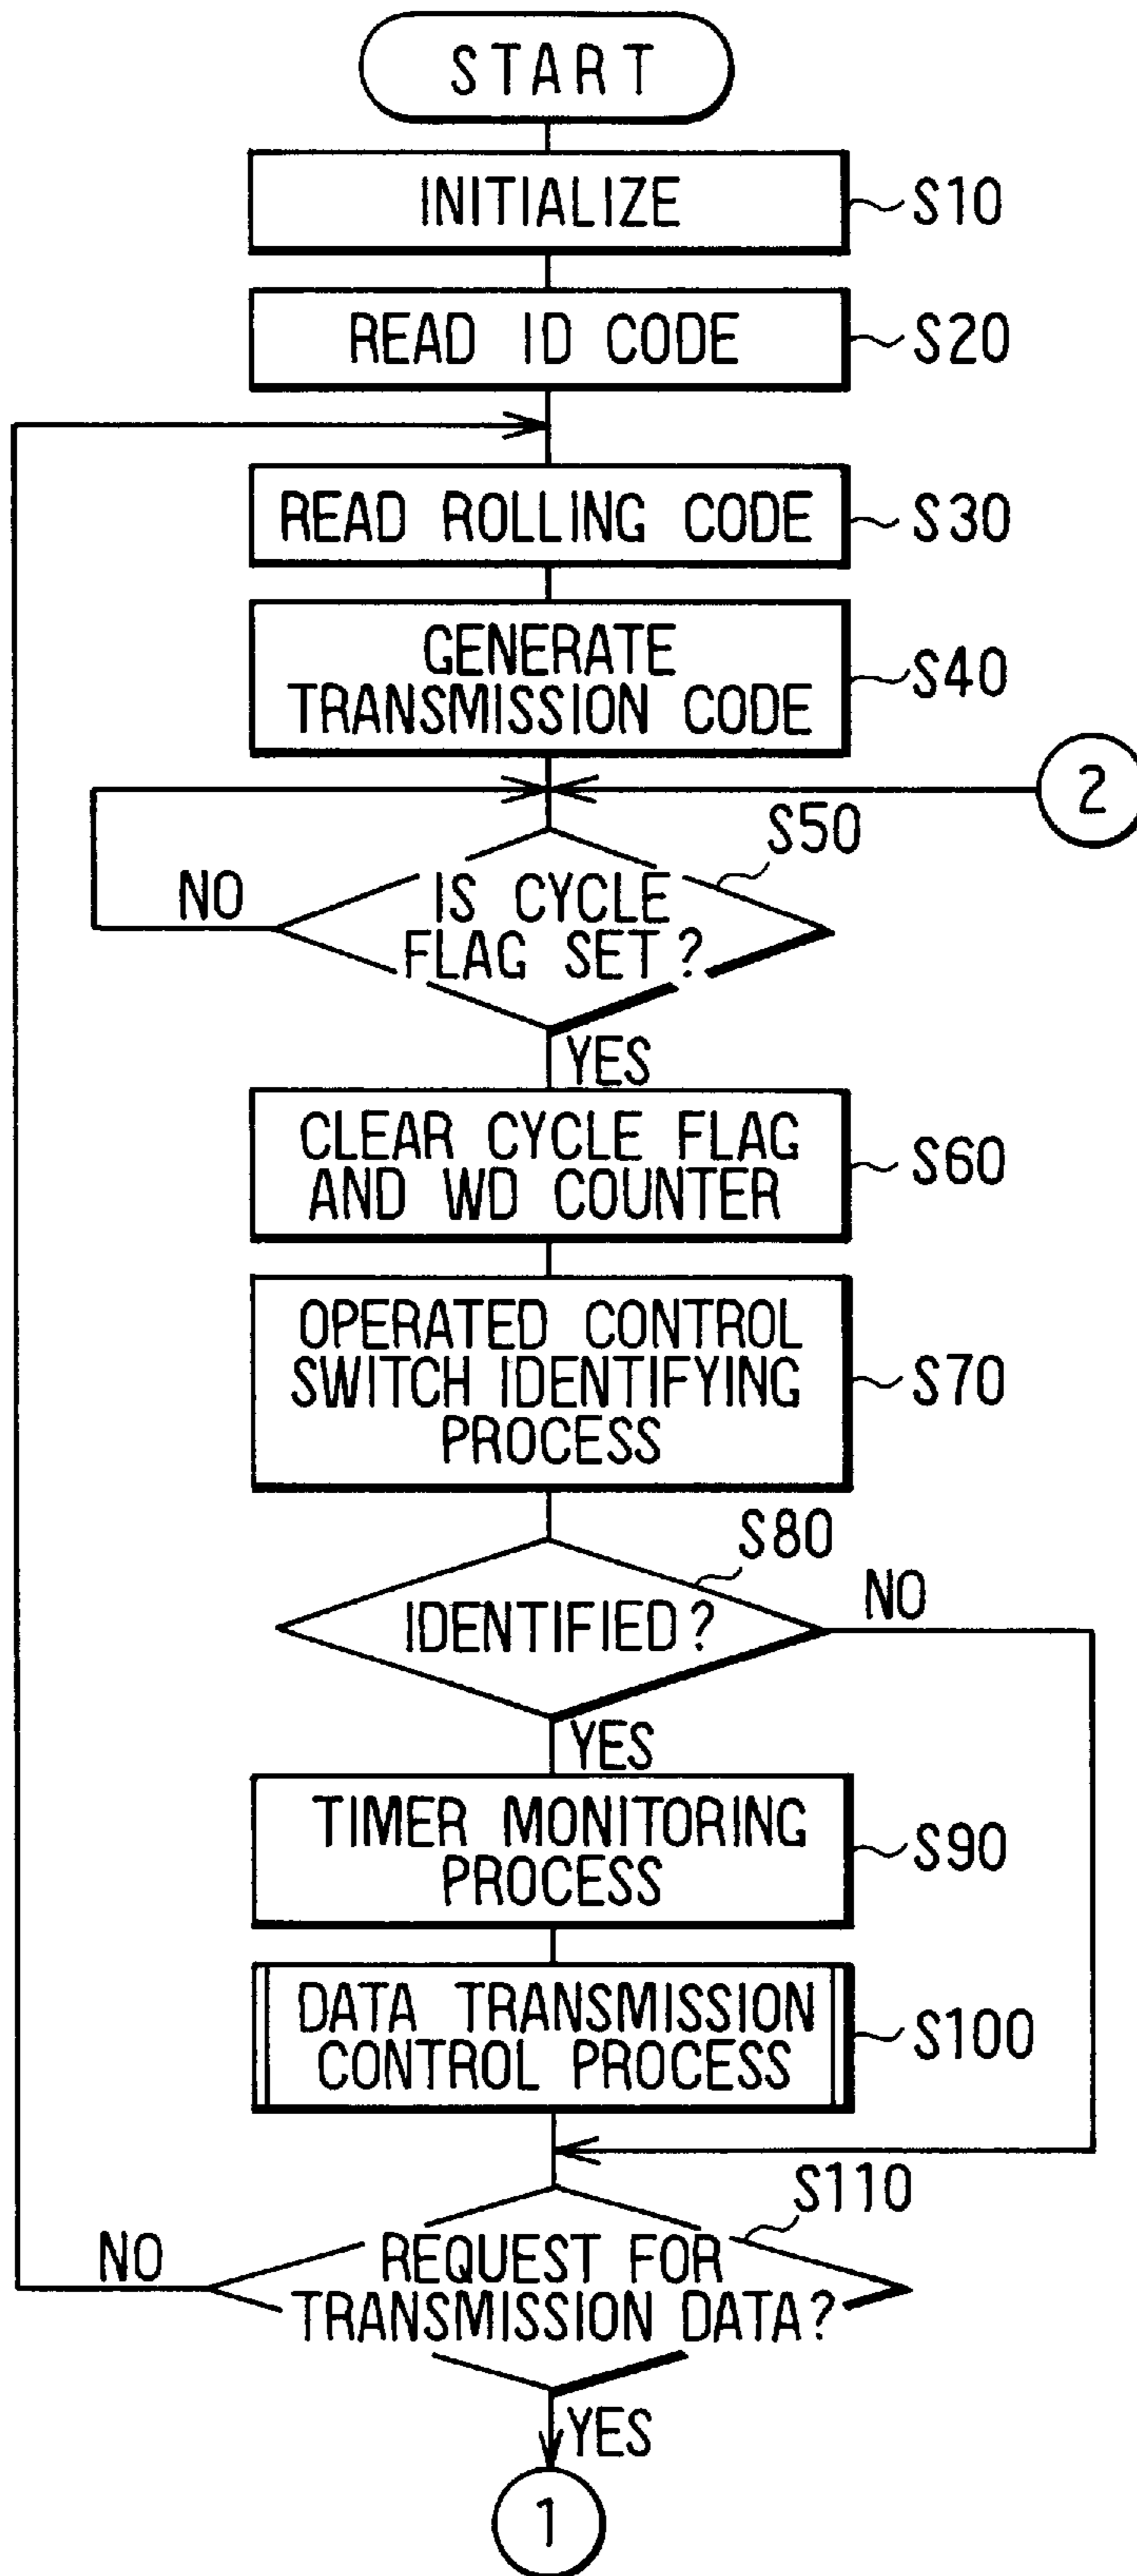 START
INITIALIZE
S10
READ ID CODE
S20
READ ROLLING CODE
S30
GENERATE
TRANSMISSION CODE
S40
2
S50
IS CYCLE
FLAG SET?
NO
YES
CLEAR CYCLE FLAG
AND WD COUNTER
S60
OPERATED CONTROL
SWITCH IDENTIFYING
PROCESS
S70
S80
IDENTIFIED?
NO
YES
TIMER MONITORING
PROCESS
S90
DATA TRANSMISSION
CONTROL PROCESS
S100
S110
REQUEST FOR
TRANSMISSION DATA?
NO
YES
1